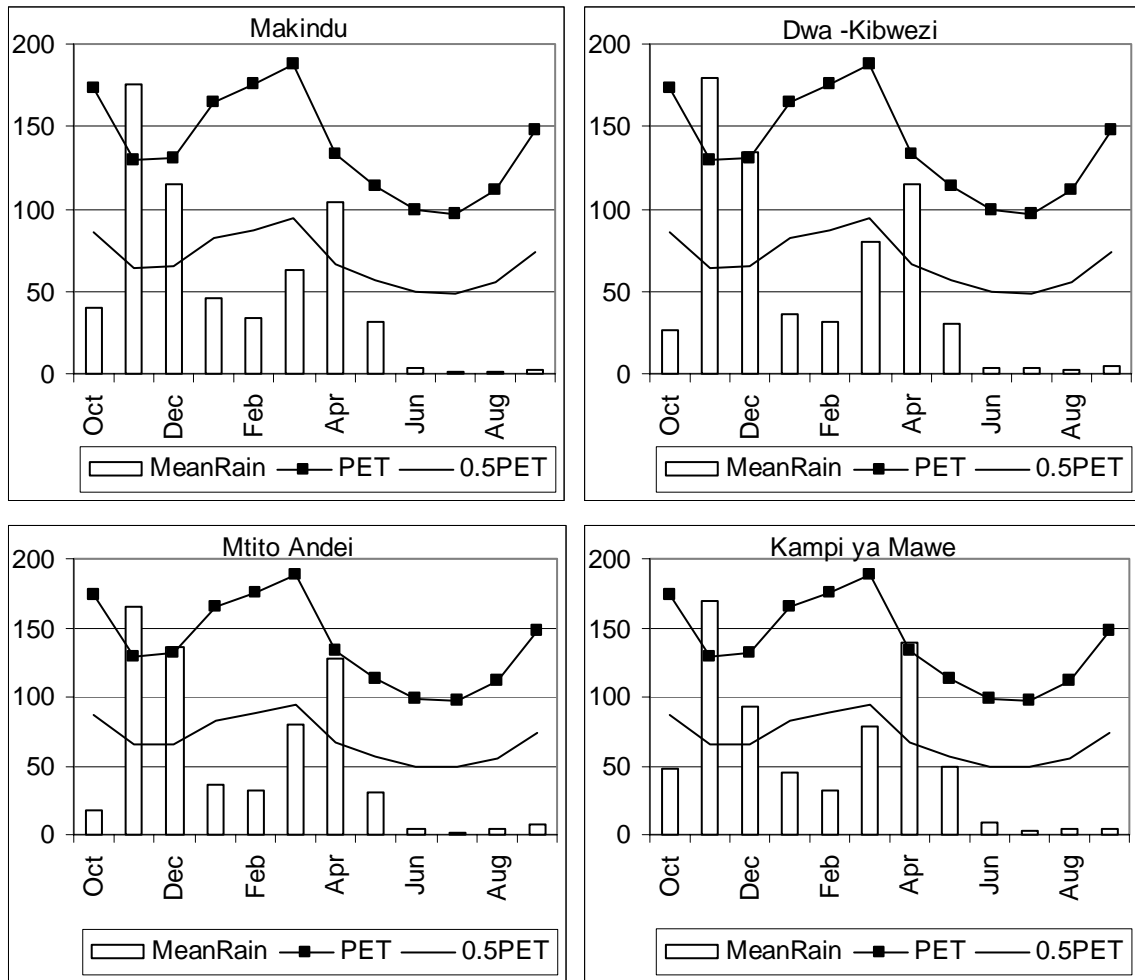 Makindu
200
150
100
50
0
Oct Dec Feb Apr Jun Aug
MeanRain PET 0.5PET
Dwa -Kibwezi
200
150
100
50
0
Oct Dec Feb Apr Jun Aug
MeanRain PET 0.5PET
Mtito Andei
200
150
100
50
0
Oct Dec Feb Apr Jun Aug
MeanRain PET 0.5PET
Kampi ya Mawe
200
150
100
50
0
Oct Dec Feb Apr Jun Aug
MeanRain PET 0.5PET